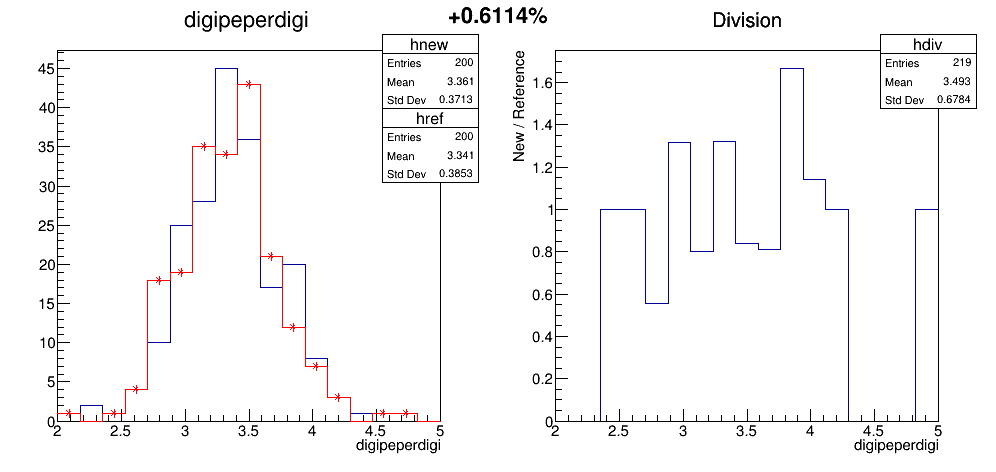 +0.6114%
digipeperdigi
hnew
Entries 200
Mean 3.361
Std Dev 0.3713
href
Entries 200
Mean 3.341
Std Dev 0.3853
45
40
35
30
25
20
15
10
5
0
2 2.5 3 3.5 4 4.5 5
digipeperdigi
Division
hdiv
Entries 219
Mean 3.493
Std Dev 0.6784
New / Reference
1.6
1.4
1.2
1
0.8
0.6
0.4
0.2
0
2 2.5 3 3.5 4 4.5 5
digipeperdigi